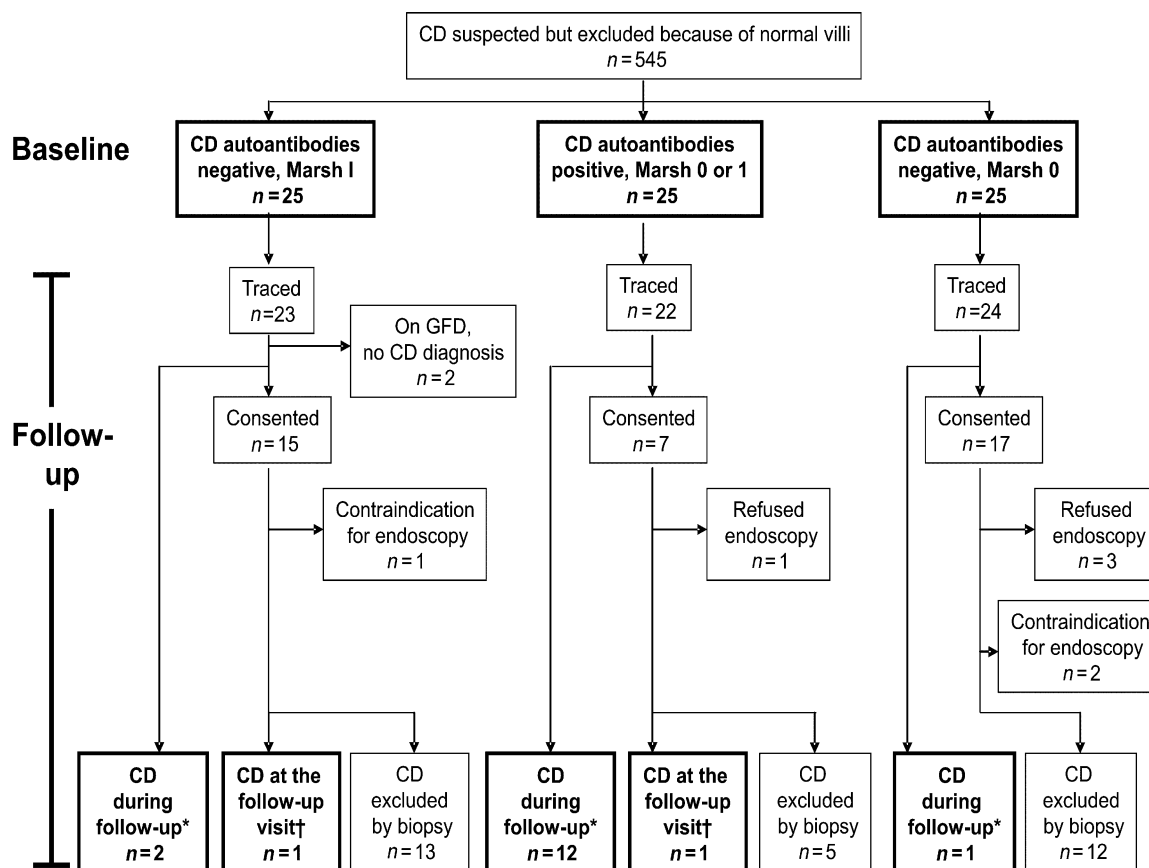 CD suspected but excluded because of normal villi
n=545
Baseline
CD autoantibodies
negative, Marsh I
n=25
CD autoantibodies
positive, Marsh 0 or 1
n=25
CD autoantibodies
negative, Marsh 0
n=25
Follow-
up
Traced
n=23
Traced
n=22
Traced
n=24
On GFD,
no CD diagnosis
n=2
Consented
n=15
Consented
n=7
Consented
n=17
Contraindication
for endoscopy
n=1
Refused
endoscopy
n=1
Refused
endoscopy
n=3
Contraindication
for endoscopy
n=2
CD
during
follow-up*
n=2
CD at the
follow-up
visit†
n=1
CD
excluded
by biopsy
n=13
CD
during
follow-up*
n=12
CD at the
follow-up
visit†
n=1
CD
excluded
by biopsy
n=5
CD
during
follow-up*
n=1
CD
excluded
by biopsy
n=12